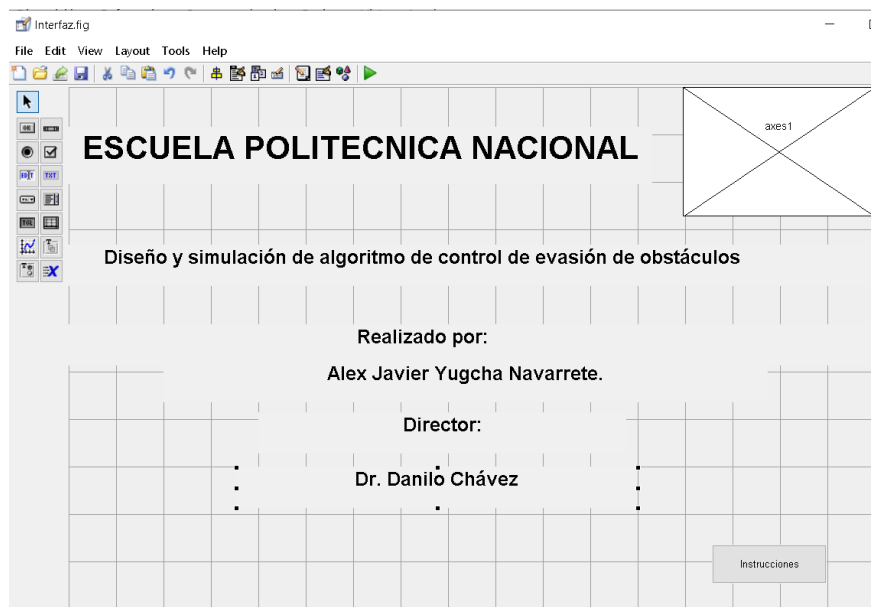 Interfaz.fig
File Edit View Layout Tools Help
axes1
ESCUELA POLITECNICA NACIONAL
Diseño y simulación de algoritmo de control de evasión de obstáculos
Realizado por:
Alex Javier Yugcha Navarrete.
Director:
Dr. Danilo Chávez
Instrucciones